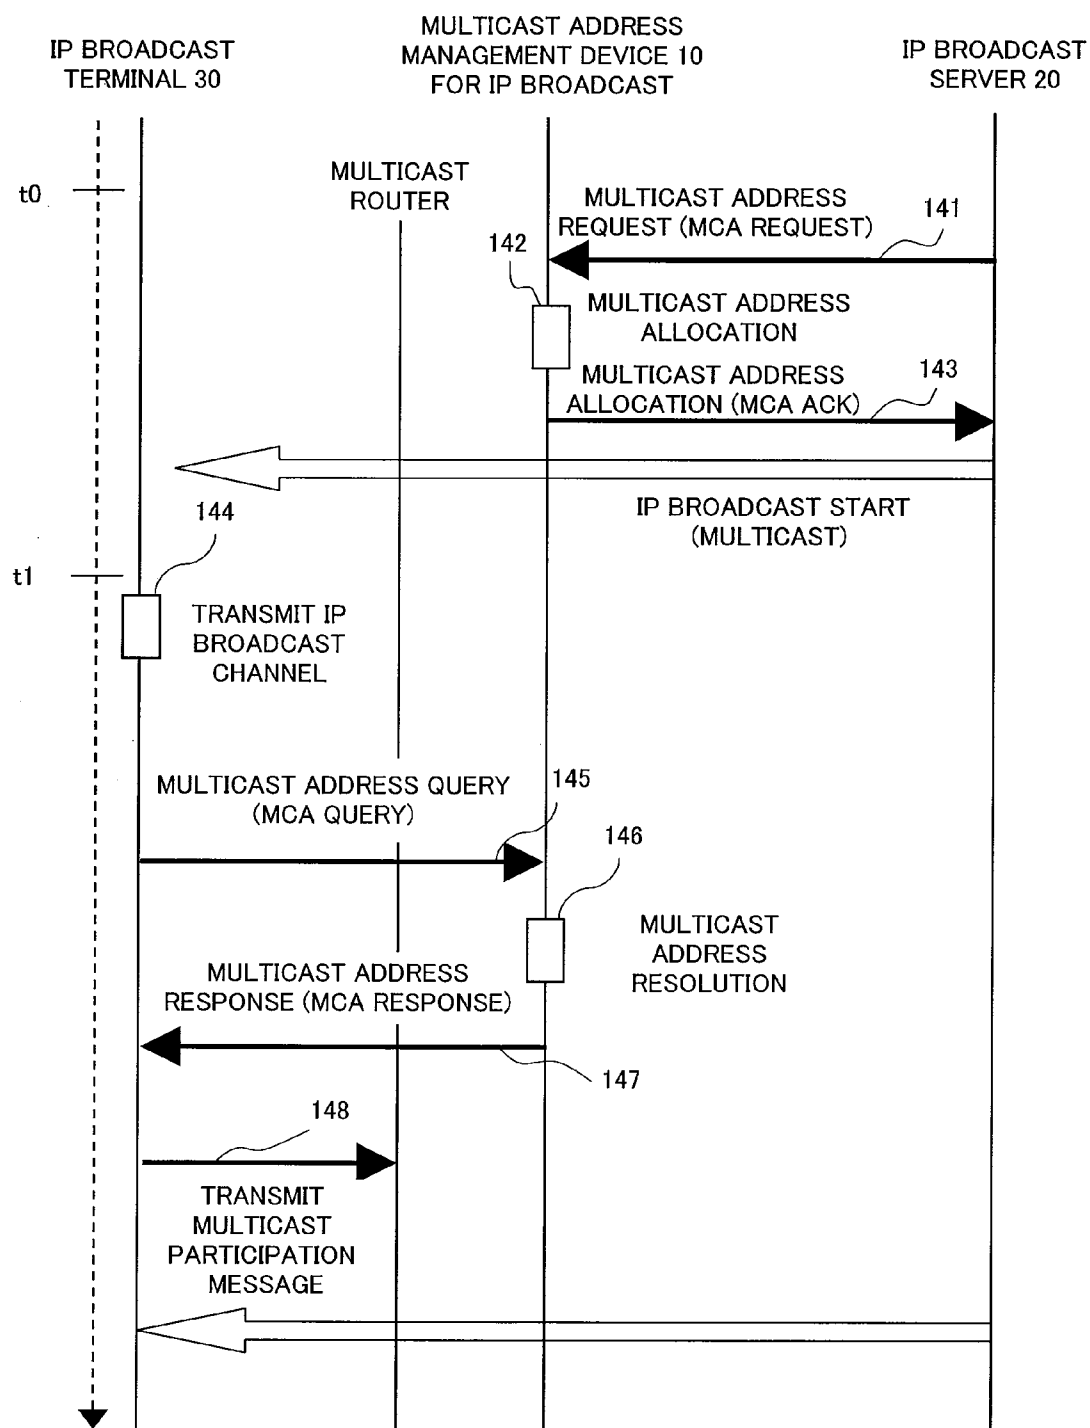 IP BROADCAST
TERMINAL 30
MULTICAST ADDRESS
MANAGEMENT DEVICE 10
FOR IP BROADCAST
IP BROADCAST
SERVER 20
t0
MULTICAST
ROUTER
MULTICAST ADDRESS
REQUEST (MCA REQUEST)
141
142
MULTICAST ADDRESS
ALLOCATION
MULTICAST ADDRESS
ALLOCATION (MCA ACK)
143
IP BROADCAST START
(MULTICAST)
144
t1
TRANSMIT IP
BROADCAST
CHANNEL
MULTICAST ADDRESS QUERY
(MCA QUERY)
145
146
MULTICAST
ADDRESS
RESOLUTION
MULTICAST ADDRESS
RESPONSE (MCA RESPONSE)
147
148
TRANSMIT
MULTICAST
PARTICIPATION
MESSAGE